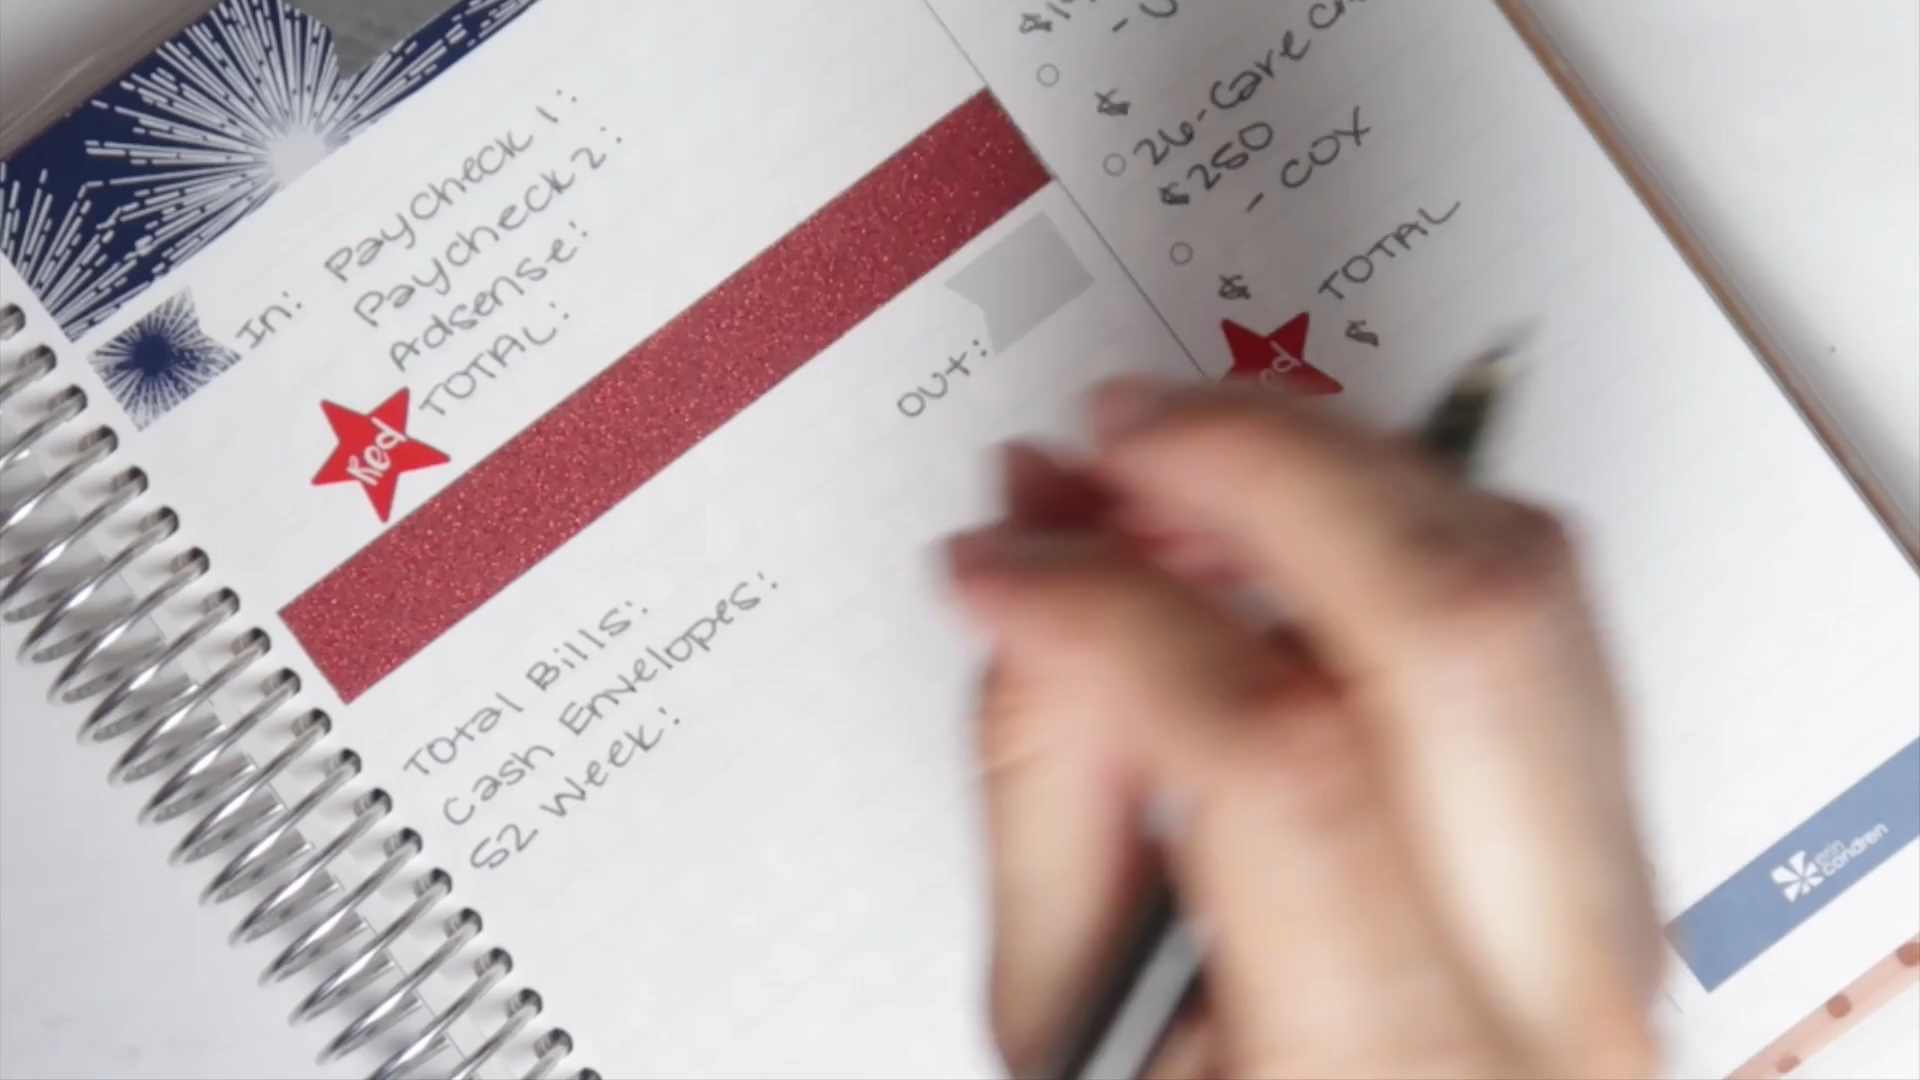 In: Paycheck 1:
Paycheck 2:
Adsense:
TOTAL:
Red
OUT:
Total Bills:
Cash Envelopes:
52 Week:
$
26-Care
$250
- COX
$
TOTAL
$
erin
condren